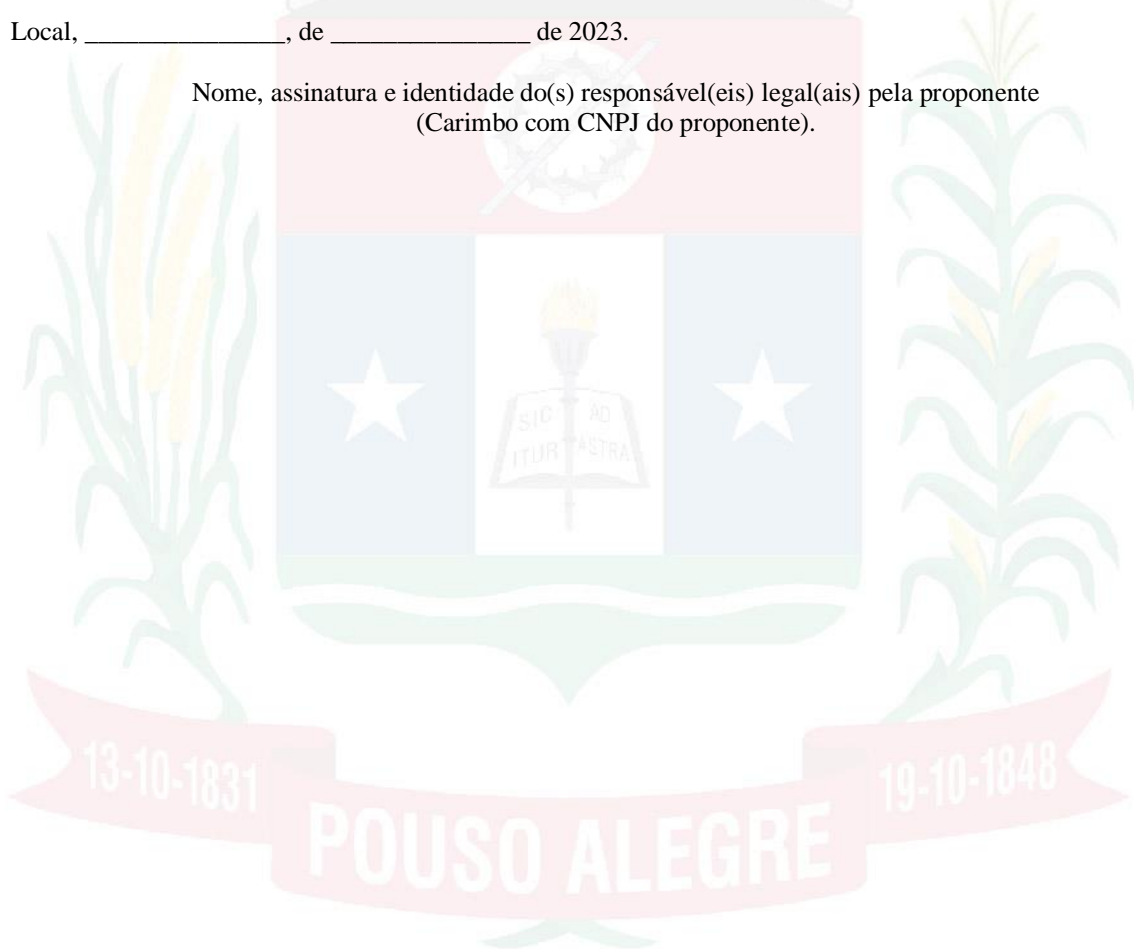 Local, _______________, de _______________ de 2023.
Nome, assinatura e identidade do(s) responsável(eis) legal(ais) pela proponente
(Carimbo com CNPJ do proponente).
SIC AD
ITUR ASTRA
13-10-1831
19-10-1848
POUSO ALEGRE